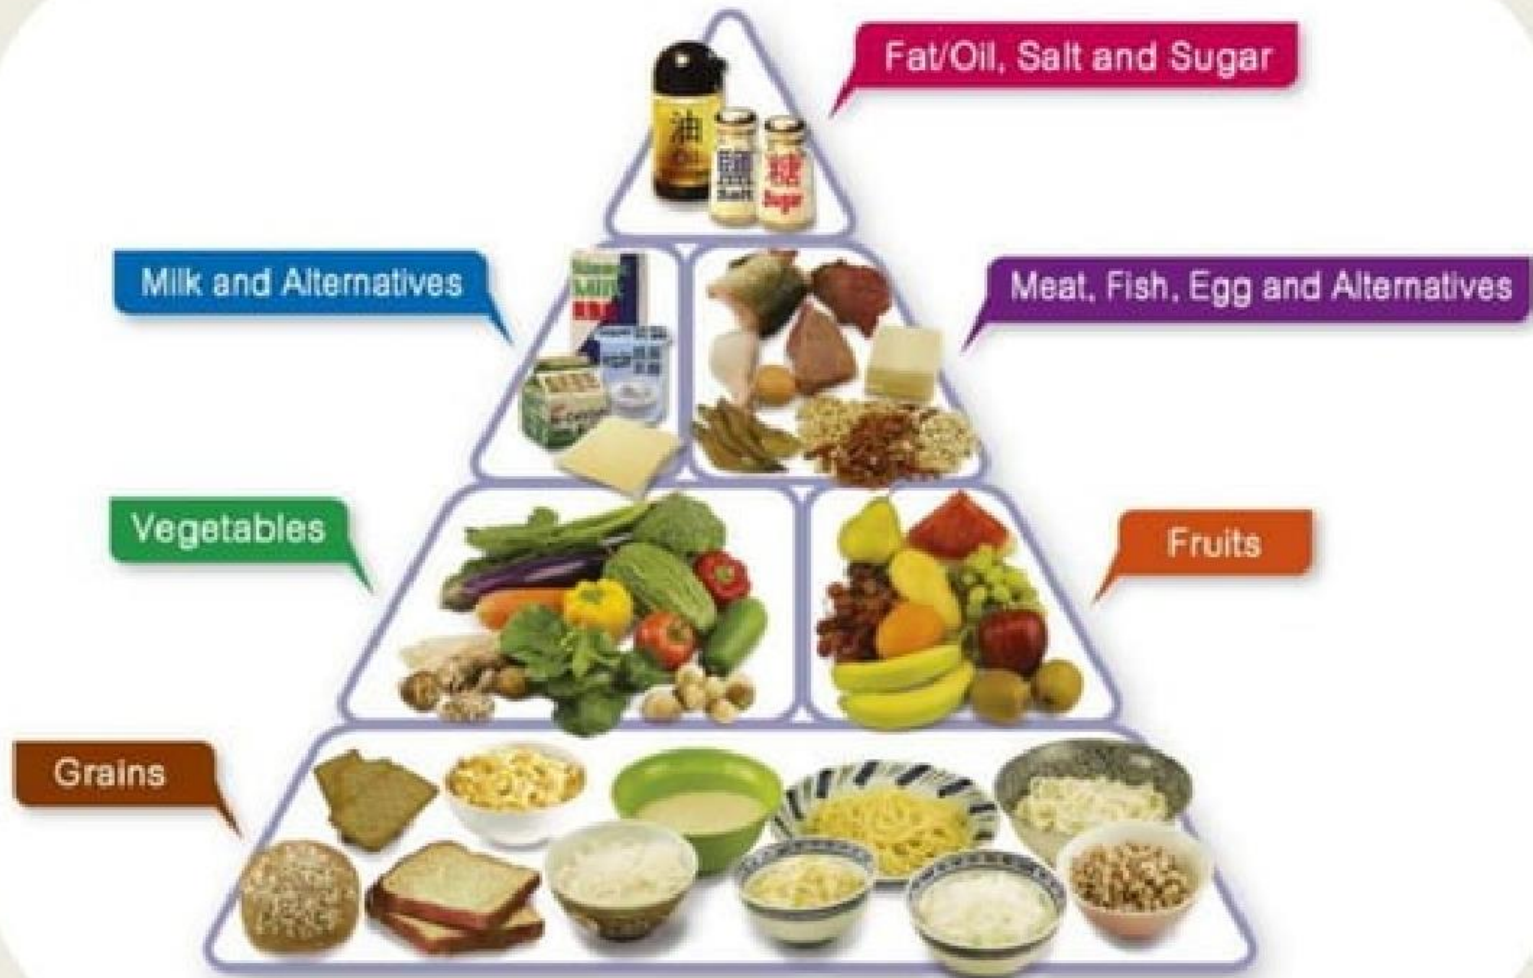 Fat/Oil, Salt and Sugar
油
Oil
鹽
Salt
糖
Sugar
Milk and Alternatives
Meat, Fish, Egg and Alternatives
Vegetables
Fruits
Grains